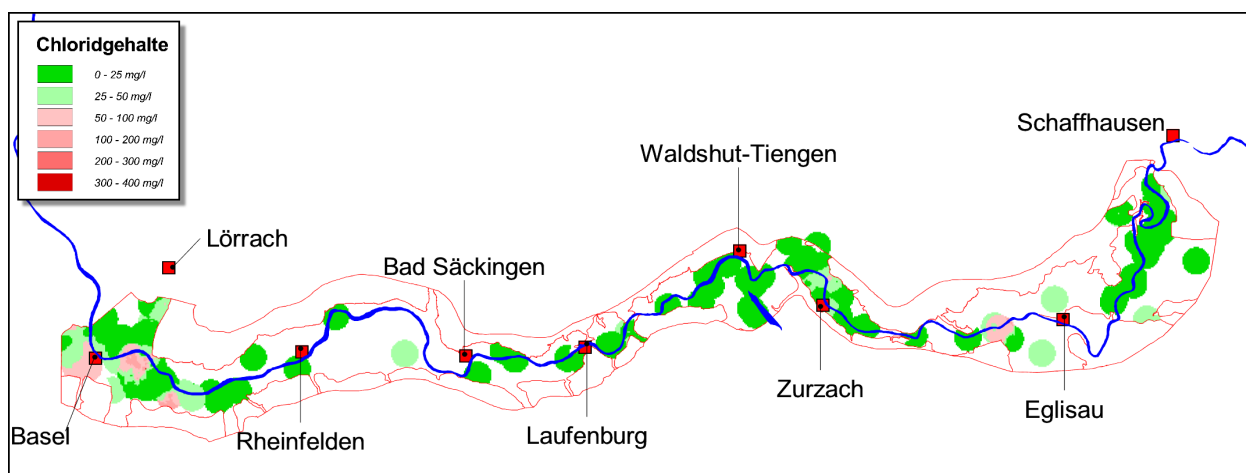 Chloridgehalte
0 - 25 mg/l
25 - 50 mg/l
50 - 100 mg/l
100 - 200 mg/l
200 - 300 mg/l
300 - 400 mg/l
Schaffhausen
Waldshut-Tiengen
Lörrach
Bad Säckingen
Zurzach
Eglisau
Basel
Rheinfelden
Laufenburg